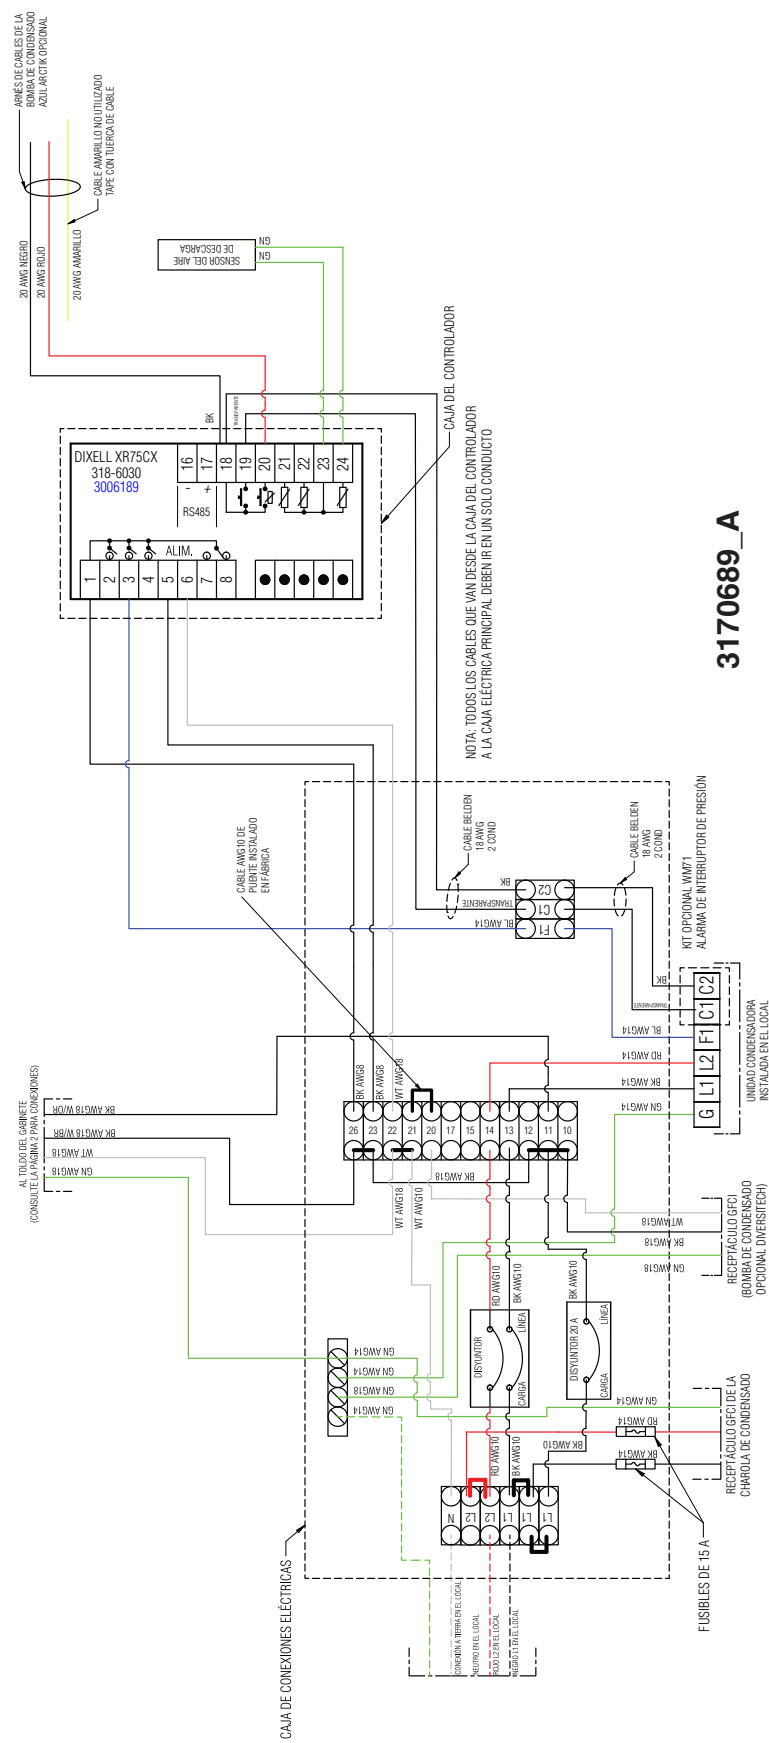 ARNÉS DE CABLES DE LA
BOMBA DE CONDENSADO
AZUL ARCTIK OPCIONAL
CABLE AMARILLO NO UTILIZADO
TAPE CON TUERCA DE CABLE
20 AWG NEGRO
20 AWG ROJO
20 AWG AMARILLO
SENSOR DEL AIRE
DE DESCARGA
GN
GN
BK
TRANSPARENTE
CAJA DEL CONTROLADOR
DIXELL XR75CX
318-6030
3006189
RS485
- +
16
17
18
19
20
21
22
23
24
ALIM.
1
2
3
4
5
6
7
8
NOTA: TODOS LOS CABLES QUE VAN DESDE LA CAJA DEL CONTROLADOR
A LA CAJA ELÉCTRICA PRINCIPAL DEBEN IR EN UN SOLO CONDUCTO
3170689_A
CABLE AWG10 DE
PUENTE INSTALADO
EN FÁBRICA
CABLE BELDEN
18 AWG
2 COND
CABLE BELDEN
18 AWG
2 COND
BK
TRANSPARENTE
BL AWG14
C2
C1
F1
KIT OPCIONAL WM71
ALARMA DE INTERRUPTOR DE PRESIÓN
BK
TRANSPARENTE
BL AWG14
RD AWG14
BK AWG14
GN AWG14
G
L1
L2
F1
C1
C2
UNIDAD CONDENSADORA
INSTALADA EN EL LOCAL
AL TOLDO DEL GABINETE
(CONSULTE LA PÁGINA 2 PARA CONEXIONES)
BK AWG18 W/OR
BK AWG18 W/BR
WT AWG18
GN AWG18
BK AWG8
BK AWG8
WT AWG18
26
23
22
21
20
17
15
14
13
12
11
10
WT AWG18
WT AWG10
BK AWG18
WT AWG18
BK AWG18
GN AWG18
RECEPTÁCULO GFCI
(BOMBA DE CONDENSADO
OPCIONAL DIVERSITECH)
RD AWG10
BK AWG10
BK AWG10
DISYUNTOR
LÍNEA
CARGA
DISYUNTOR 20 A
LÍNEA
CARGA
GN AWG14
GN AWG14
GN AWG18
GN AWG14
RD AWG10
BK AWG10
BK AWG10
GN AWG14
RD AWG14
BK AWG14
RECEPTÁCULO GFCI DE LA
CHAROLA DE CONDENSADO
N
L2
L2
L1
L1
L1
FUSIBLES DE 15 A
CAJA DE CONEXIONES ELÉCTRICAS
CONEXIÓN A TIERRA EN EL LOCAL
NEUTRO EN EL LOCAL
ROJO L2 EN EL LOCAL
NEGRO L1 EN EL LOCAL